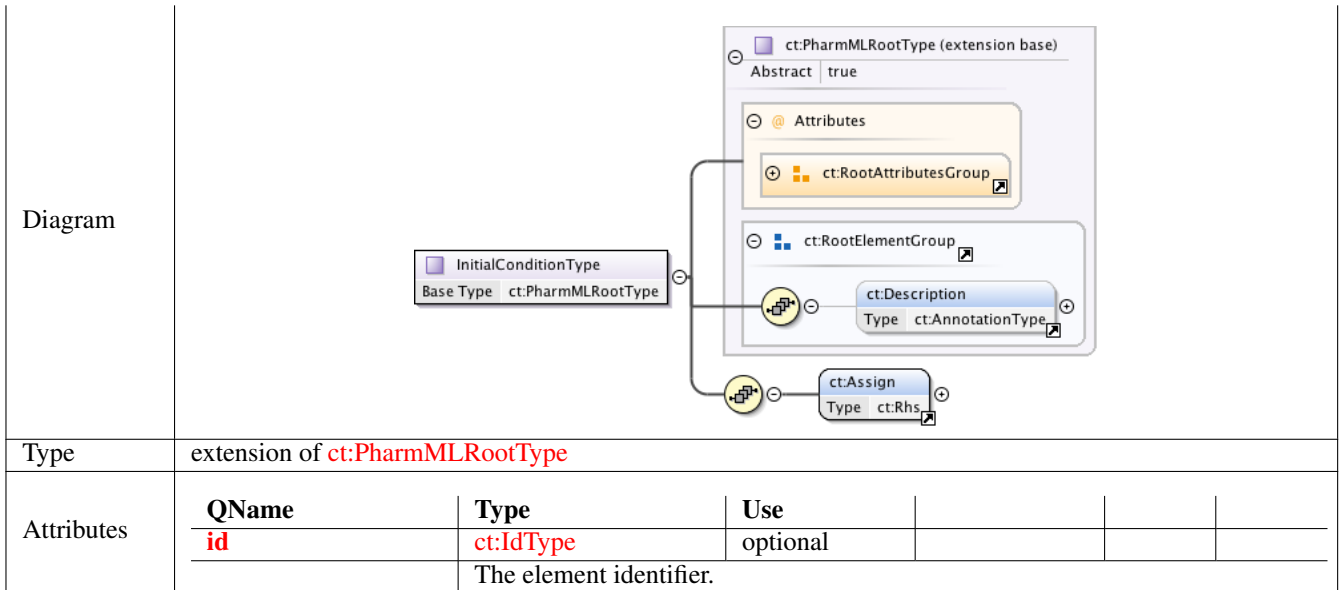 Diagram
ct:PharmMLRootType (extension base)
Abstract true
@ Attributes
ct:RootAttributesGroup
ct:RootElementGroup
InitialConditionType
Base Type ct:PharmMLRootType
ct:Description
Type ct:AnnotationType
ct:Assign
Type ct:Rhs
Type extension of ct:PharmMLRootType
Attributes
QName Type Use
id ct:IdType optional
The element identifier.